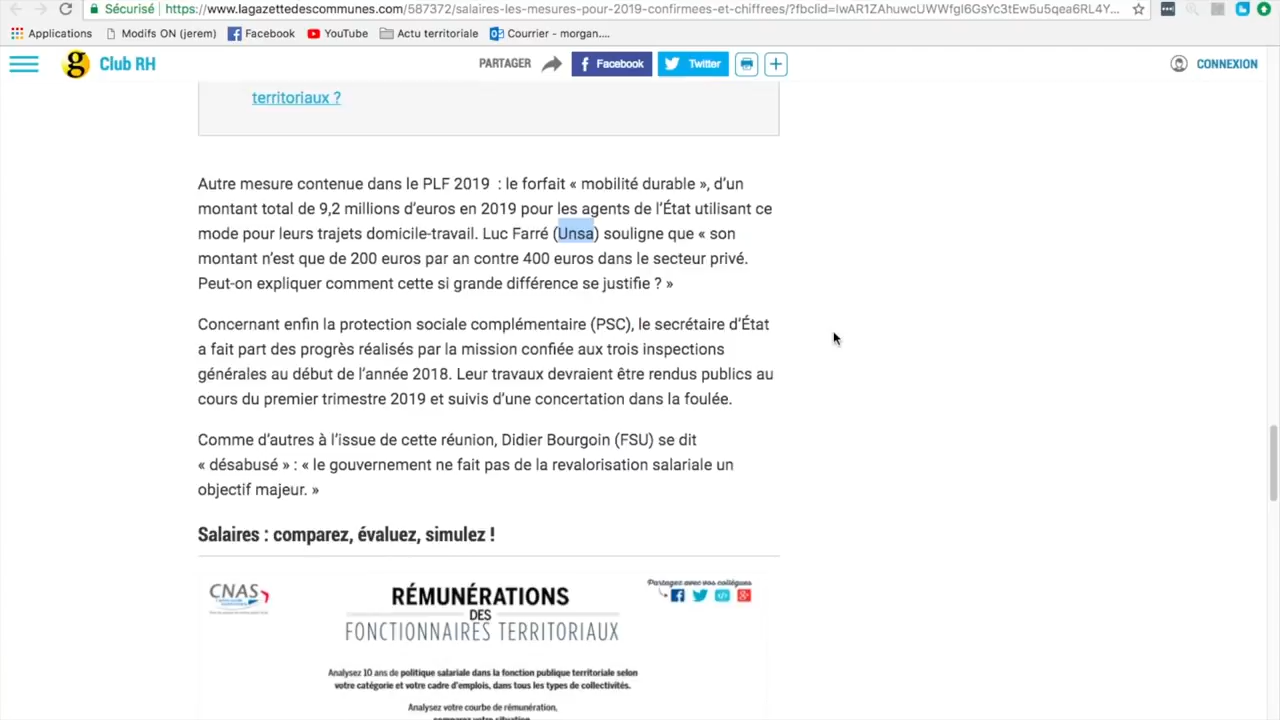 Sécurisé
https://www.lagazettedescommunes.com/587372/salaires-les-mesures-pour-2019-confirmees-et-chiffrees/?fbclid=IwAR1ZAhuwcUWWfgl6GsYc3tEw5u5qea6RL4Y...
Applications
Modifs ON (jerem)
Facebook
YouTube
Actu territoriale
Courrier - morgan....
g
Club RH
PARTAGER
Facebook
Twitter
CONNEXION
territoriaux ?
Autre mesure contenue dans le PLF 2019 : le forfait « mobilité durable », d'un
montant total de 9,2 millions d'euros en 2019 pour les agents de l'État utilisant ce
mode pour leurs trajets domicile-travail. Luc Farré (Unsa) souligne que « son
montant n'est que de 200 euros par an contre 400 euros dans le secteur privé.
Peut-on expliquer comment cette si grande différence se justifie ? »
Concernant enfin la protection sociale complémentaire (PSC), le secrétaire d'État
a fait part des progrès réalisés par la mission confiée aux trois inspections
générales au début de l'année 2018. Leur travaux devraient être rendus publics au
cours du premier trimestre 2019 et suivis d'une concertation dans la foulée.
Comme d'autres à l'issue de cette réunion, Didier Bourgoin (FSU) se dit
« désabusé » : « le gouvernement ne fait pas de la revalorisation salariale un
objectif majeur. »
Salaires : comparez, évaluez, simulez !
CNAS
RÉMUNÉRATIONS
DES
FONCTIONNAIRES TERRITORIAUX
Partagez avec vos collègues
Analysez 10 ans de politique salariale dans la fonction publique territoriale selon
votre catégorie et votre cadre d'emplois, dans tous les types de collectivités.
Analysez votre courbe de rémunération,
comparez votre situation